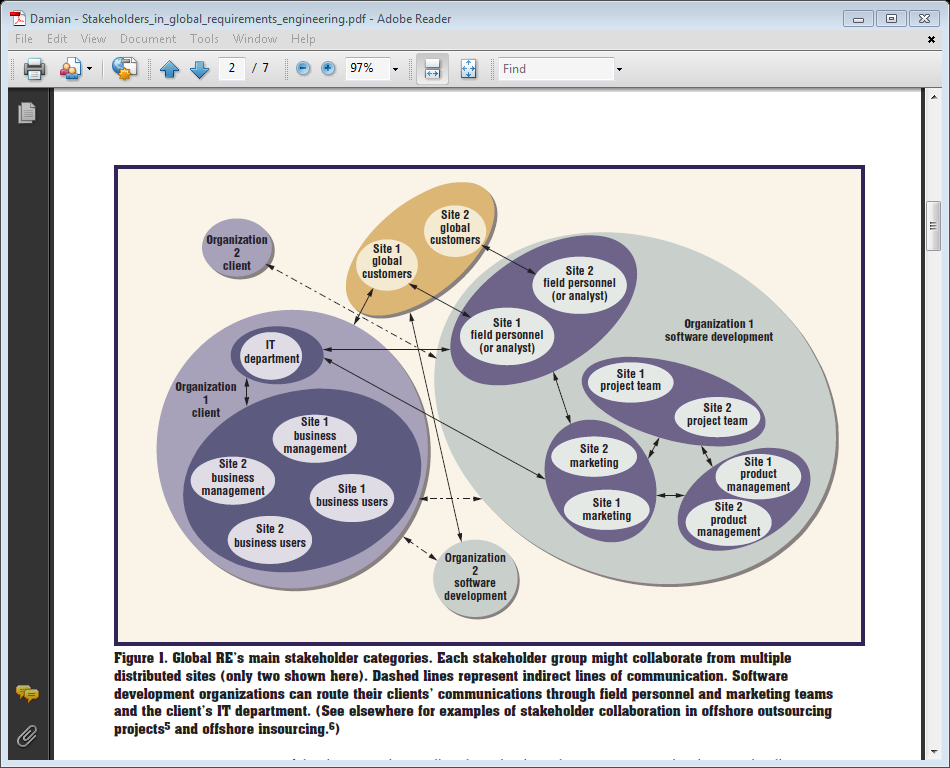 Damian - Stakeholders_in_global_requirements_engineering.pdf - Adobe Reader
File Edit View Document Tools Window Help
2 / 7 97% Find
Organization
2
client
Site 2
global
customers
Site 1
global
customers
Site 2
field personnel
(or analyst)
Site 1
field personnel
(or analyst)
Organization 1
software development
IT
department
Organization
1
client
Site 1
project team
Site 2
project team
Site 1
business
management
Site 2
business
management
Site 1
business users
Site 2
business users
Site 2
marketing
Site 1
marketing
Site 1
product
management
Site 2
product
management
Organization
2
software
development
Figure 1. Global RE's main stakeholder categories. Each stakeholder group might collaborate from multiple
distributed sites (only two shown here). Dashed lines represent indirect lines of communication. Software
development organizations can route their clients' communications through field personnel and marketing teams
and the client's IT department. (See elsewhere for examples of stakeholder collaboration in offshore outsourcing
projects⁵ and offshore insourcing.⁶)